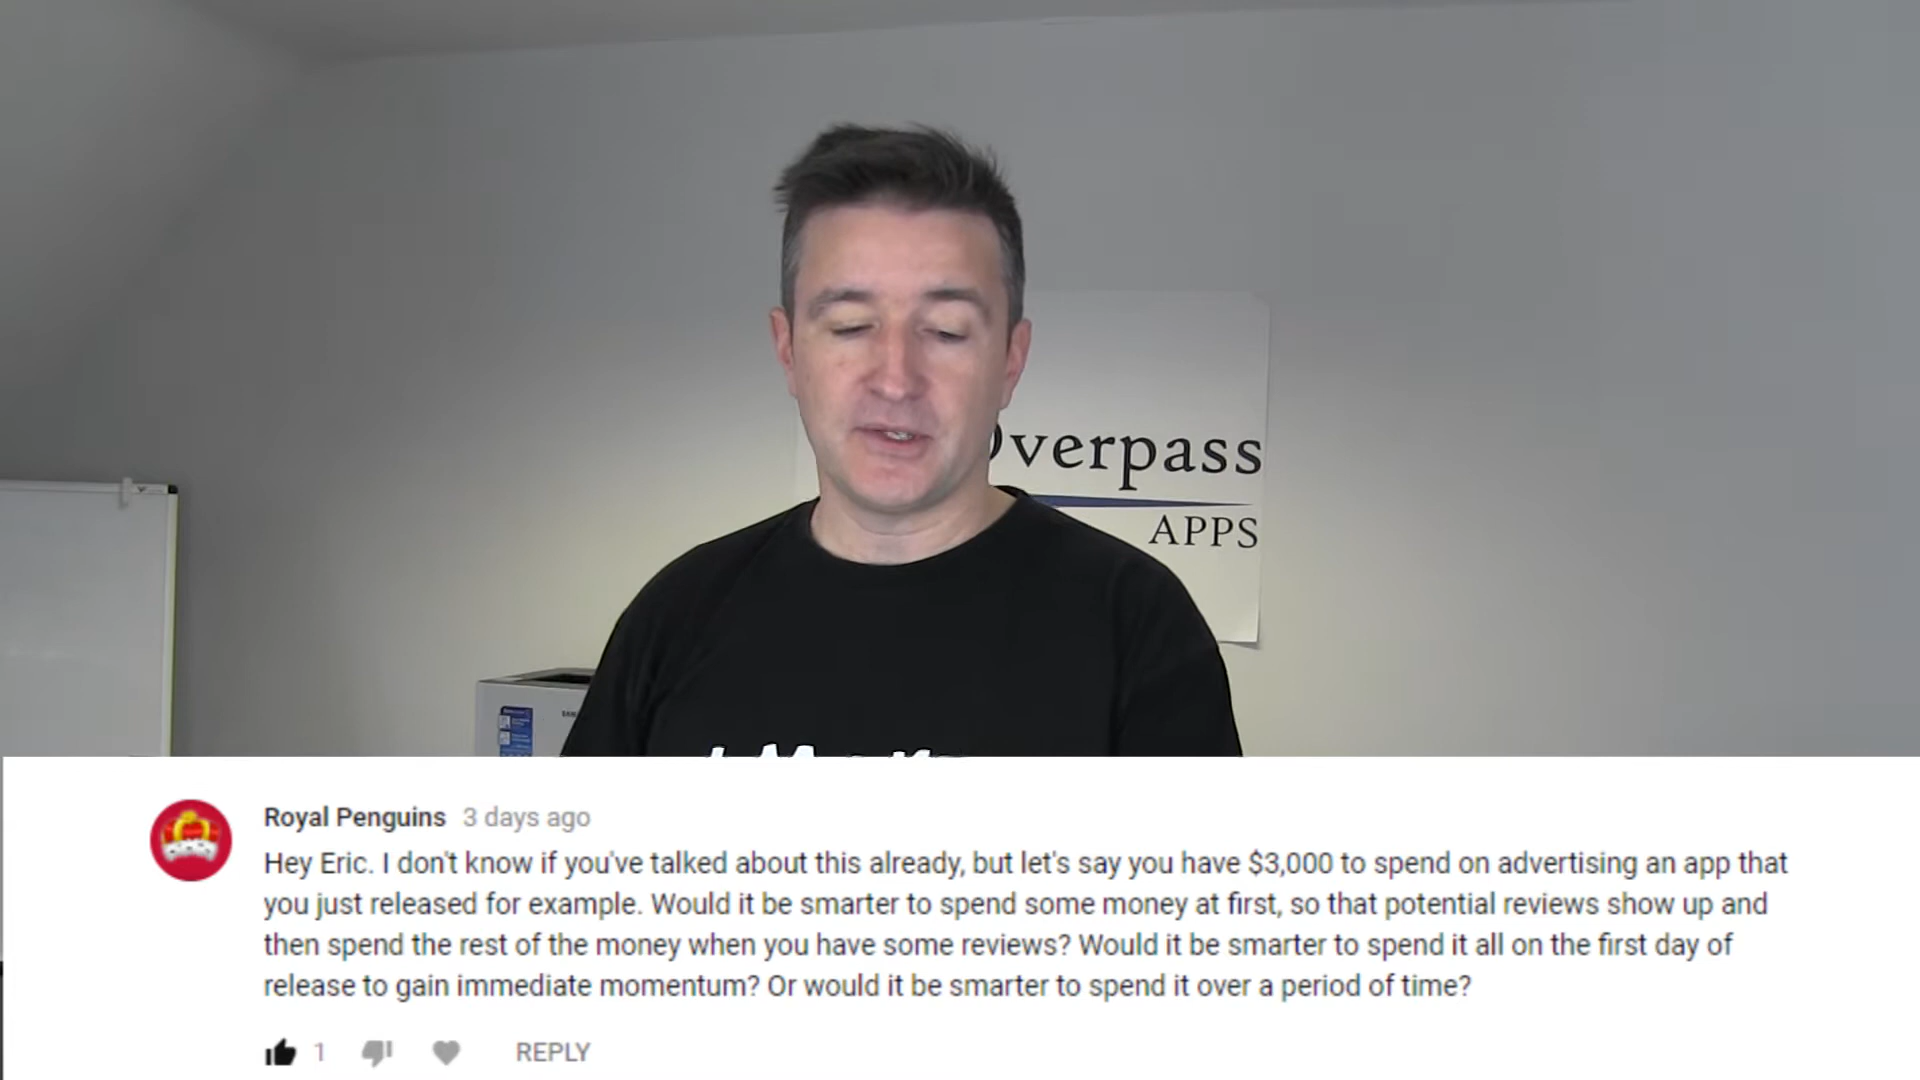 verpass
APPS
Royal Penguins 3 days ago
Hey Eric. I don't know if you've talked about this already, but let's say you have $3,000 to spend on advertising an app that
you just released for example. Would it be smarter to spend some money at first, so that potential reviews show up and
then spend the rest of the money when you have some reviews? Would it be smarter to spend it all on the first day of
release to gain immediate momentum? Or would it be smarter to spend it over a period of time?
1 REPLY